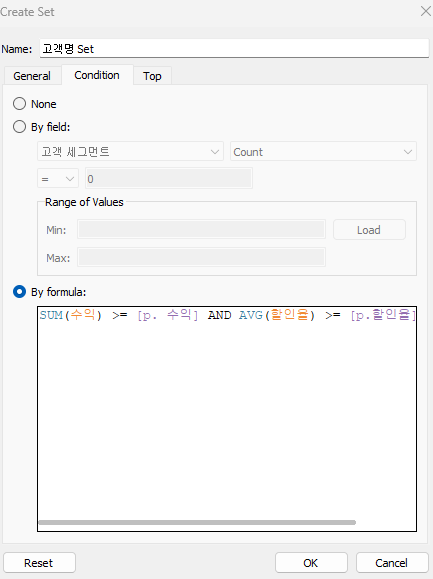 Create Set
Name: 고객명 Set
General Condition Top
None
By field:
고객 세그먼트 Count
= 0
Range of Values
Min: Load
Max:
By formula:
SUM(수익) >= [p. 수익] AND AVG(할인율) >= [p.할인율]
Reset OK Cancel